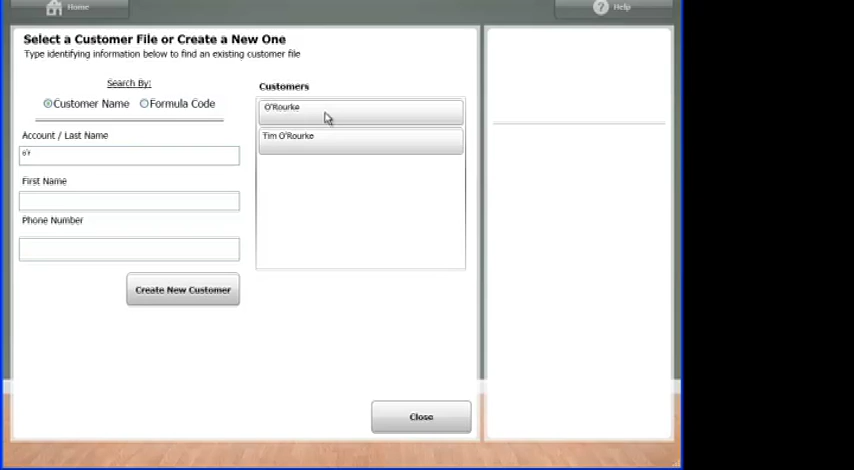 Home
Help
Select a Customer File or Create a New One
Type identifying information below to find an existing customer file
Search By:
Customer Name
Formula Code
Account / Last Name
o'r
First Name
Phone Number
Create New Customer
Customers
O'Rourke
Tim O'Rourke
Close